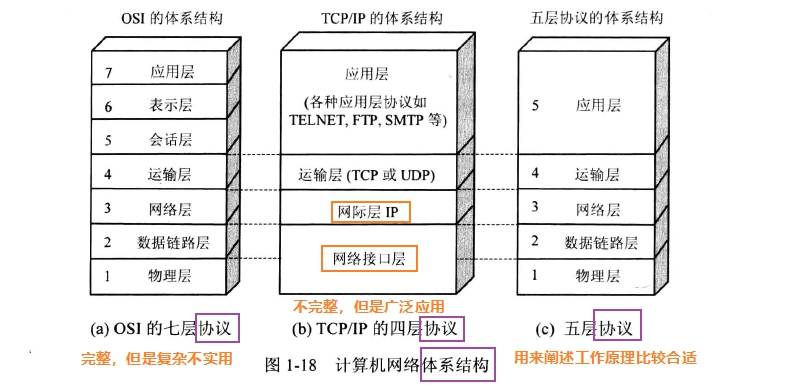 OSI 的体系结构
TCP/IP 的体系结构
五层协议的体系结构
7 应用层
6 表示层
5 会话层
4 运输层
3 网络层
2 数据链路层
1 物理层
应用层
(各种应用层协议如
TELNET, FTP, SMTP 等)
运输层 (TCP 或 UDP)
网际层 IP
网络接口层
5 应用层
4 运输层
3 网络层
2 数据链路层
1 物理层
不完整，但是广泛应用
(a) OSI 的七层协议
(b) TCP/IP 的四层协议
(c) 五层协议
完整，但是复杂不实用
用来阐述工作原理比较合适
图 1-18 计算机网络体系结构